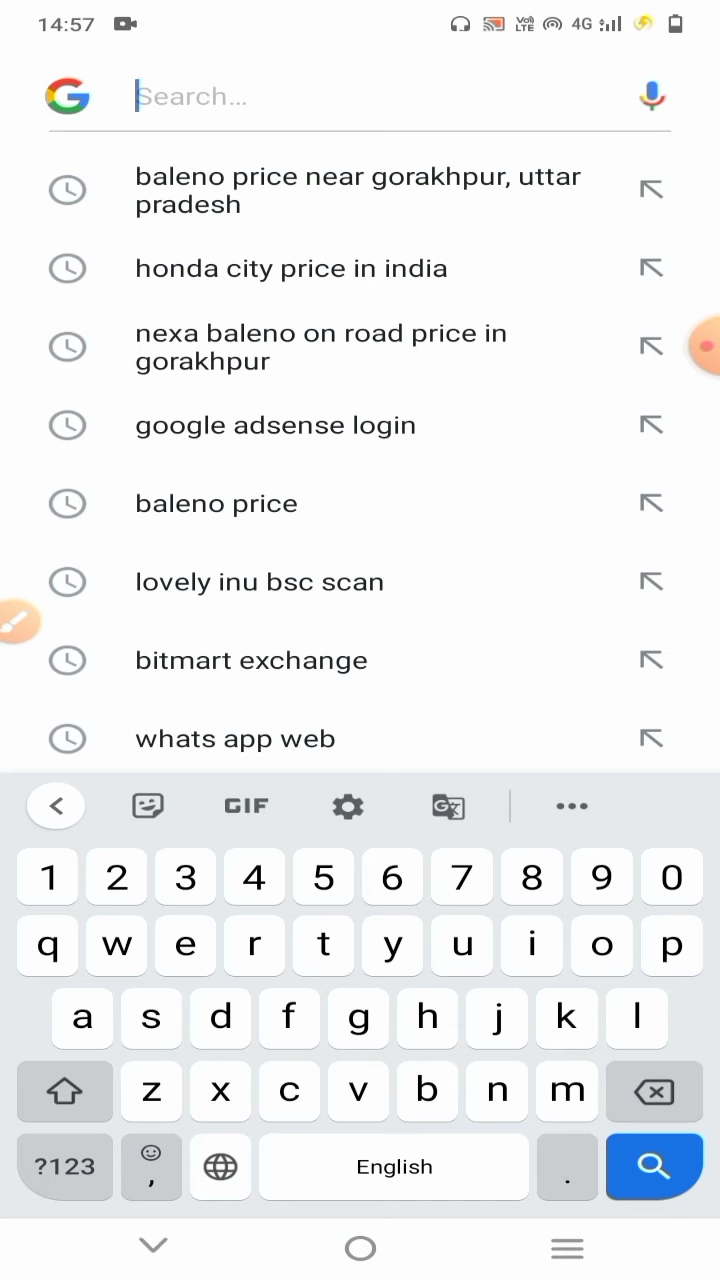 14:57
Vo) LTE 4G
Search...
baleno price near gorakhpur, uttar
pradesh
honda city price in india
nexa baleno on road price in
gorakhpur
google adsense login
baleno price
lovely inu bsc scan
bitmart exchange
whats app web
GIF
1 2 3 4 5 6 7 8 9 0
q w e r t y u i o p
a s d f g h j k l
z x c v b n m
?123 , English .